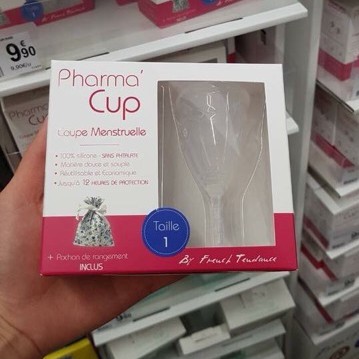 9€90
Pharma'
Cup
Coupe Menstruelle
• 100% silicone - SANS PHTALATE
• Matière douce et souple
• Réutilisable et Economique
• Jusqu'à 12 HEURES DE PROTECTION
Taille
1
+ Pochon de rangement
INCLUS
By French Tendance